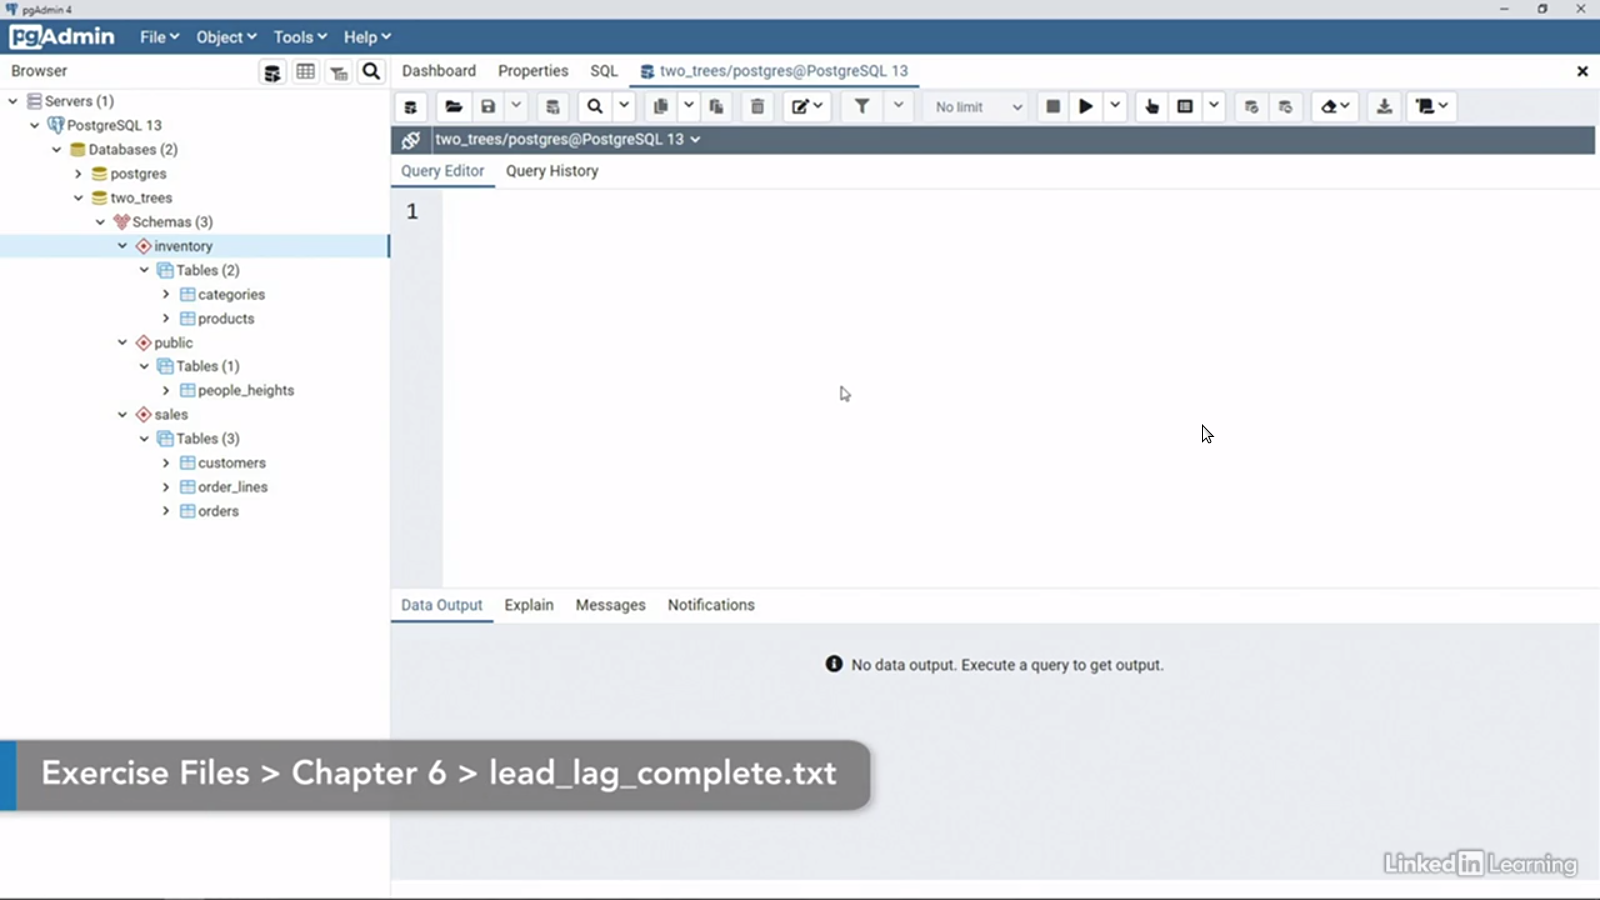 pgAdmin 4
pgAdmin File Object Tools Help
Browser
Dashboard Properties SQL two_trees/postgres@PostgreSQL 13
Servers (1)
PostgreSQL 13
Databases (2)
postgres
two_trees
Schemas (3)
inventory
Tables (2)
categories
products
public
Tables (1)
people_heights
sales
Tables (3)
customers
order_lines
orders
No limit
two_trees/postgres@PostgreSQL 13
Query Editor Query History
1
Data Output Explain Messages Notifications
No data output. Execute a query to get output.
Exercise Files > Chapter 6 > lead_lag_complete.txt
Linked in Learning